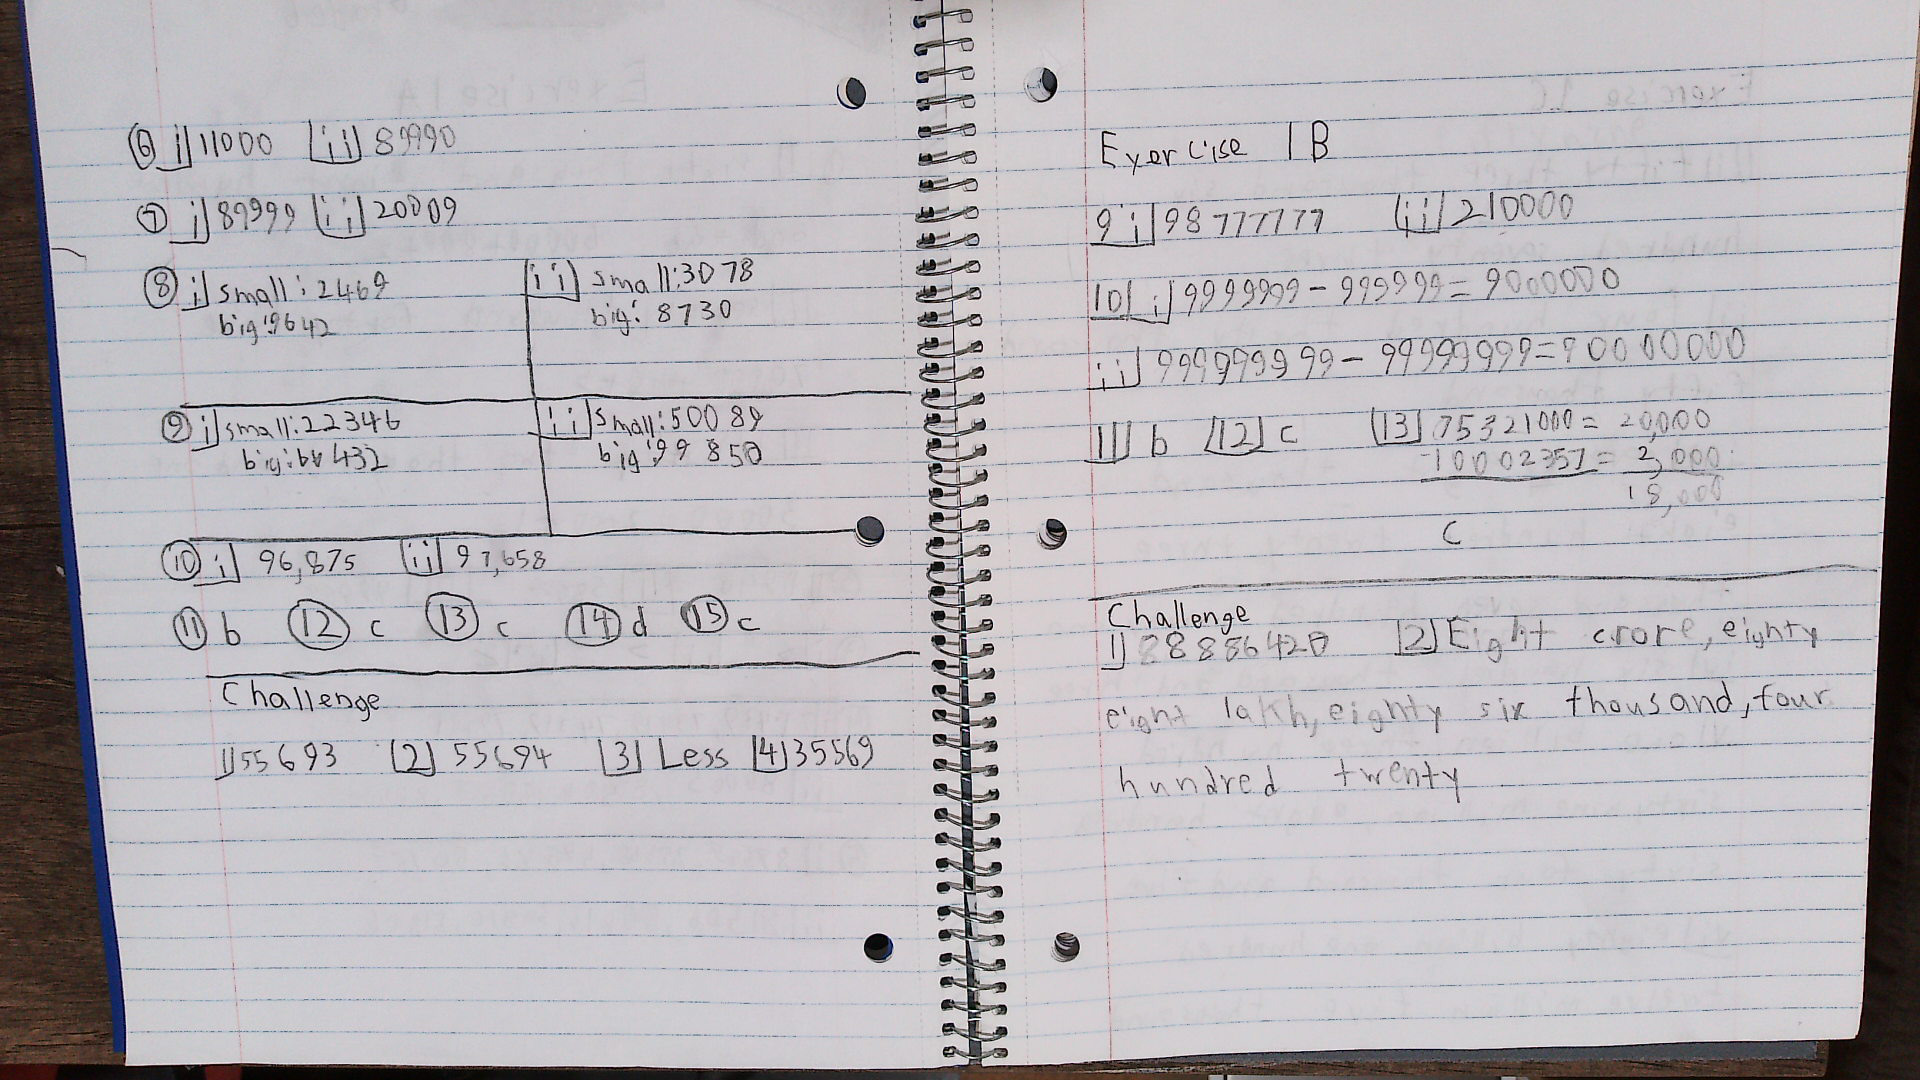 6 i] 11000 [ii] 89990
7 i] 89999 [ii] 20009
8 i] small: 2469
big: 9642
[ii] small: 3078
big: 8730
9 i] small: 22346
big: 66432
[ii] small: 50089
big: 99850
10 i] 96,875 [ii] 97,658
11 b 12 c 13 c 14 d 15 c
Challenge
1] 55693 [2] 55694 [3] Less [4] 35569
Exercise 1B
9 i] 98777777 [ii] 210000
10] i] 9999999 - 999999 = 9000000
ii] 999999999 - 99999999 = 900000000
11] b [12] c [13] 75321000 = 20,000
10002357 = 2,000
18,000
C
Challenge
1] 88886420 [2] Eight crore, eighty
eight lakh, eighty six thousand, four
hundred twenty